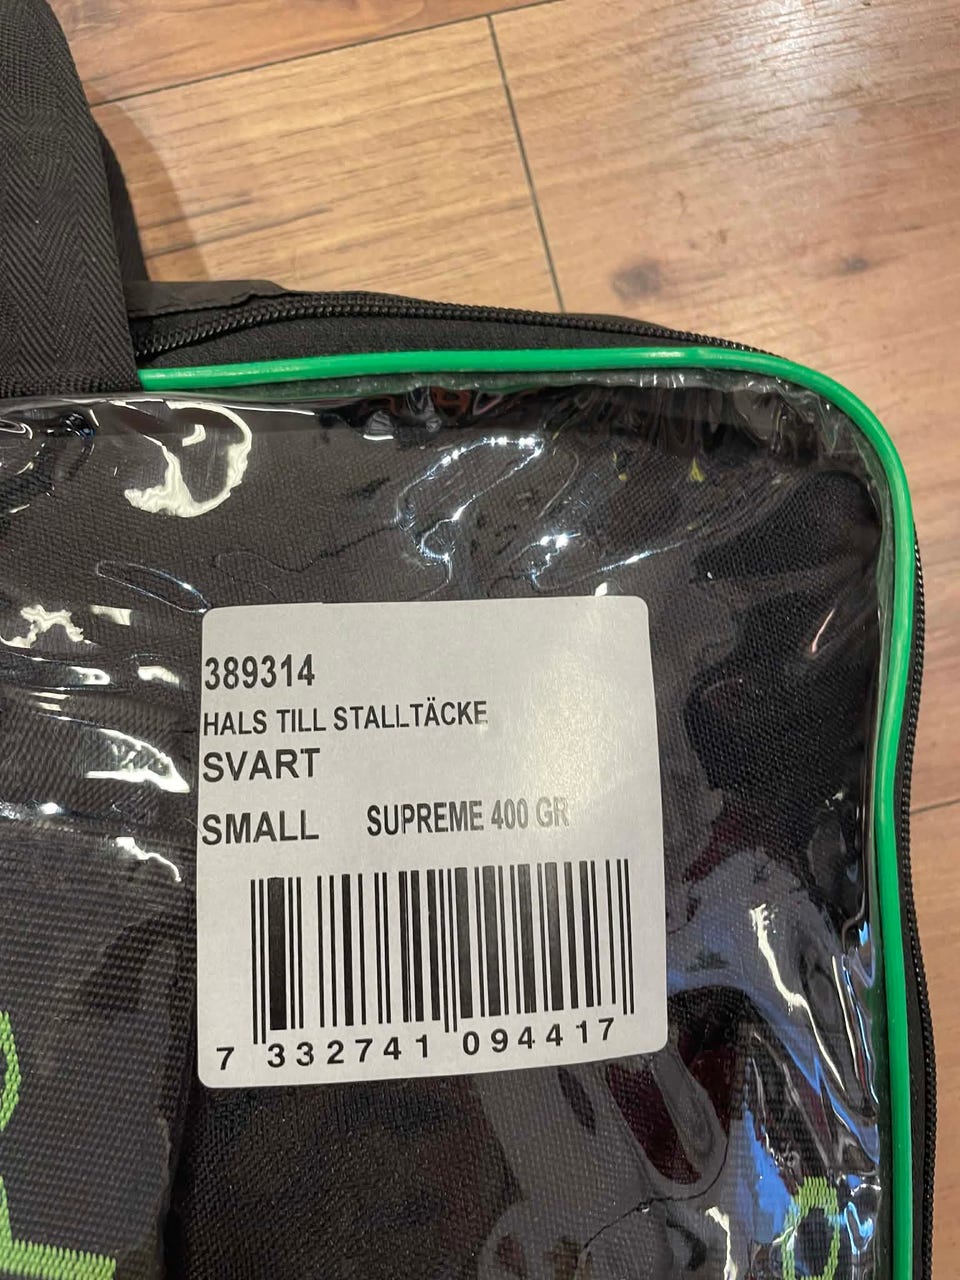 389314
HALS TILL STALLTÄCKE
SVART
SMALL SUPREME 400 GR
7 332741 094417